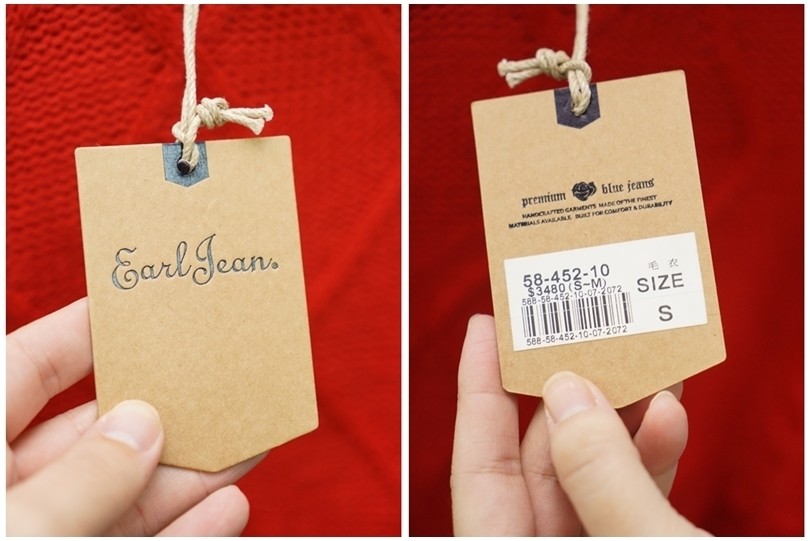 Earl Jean.
premium blue jeans
HANDCRAFTED GARMENTS MADE OF THE FINEST
MATERIALS AVAILABLE. BUILT FOR COMFORT & DURABILITY
58-452-10
$3480(S~M)
588-58-452-10-07-2072
588-58-452-10-07-2072
毛衣
SIZE
S